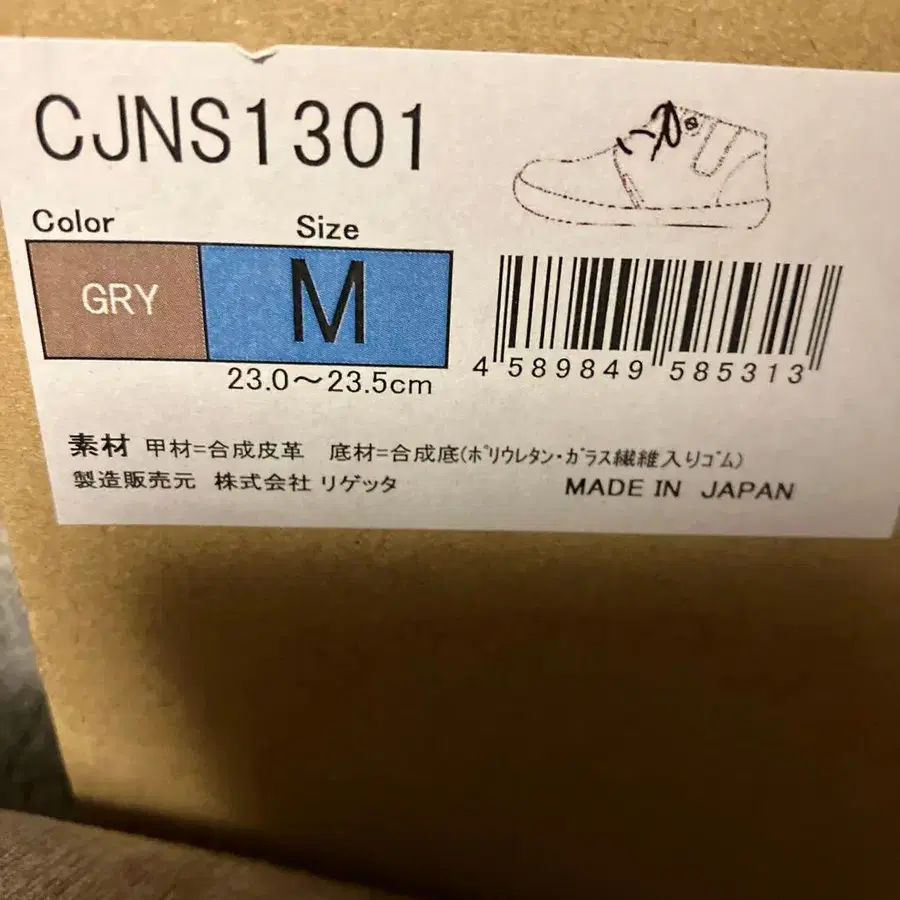 CJNS1301
Color Size
GRY M
23.0～23.5cm
4 589849 585313
素材 甲材=合成皮革 底材=合成底(ﾎﾟﾘｳﾚﾀﾝ・ｶﾞﾗｽ繊維入りｺﾞﾑ)
製造販売元 株式会社 リゲッタ
MADE IN JAPAN